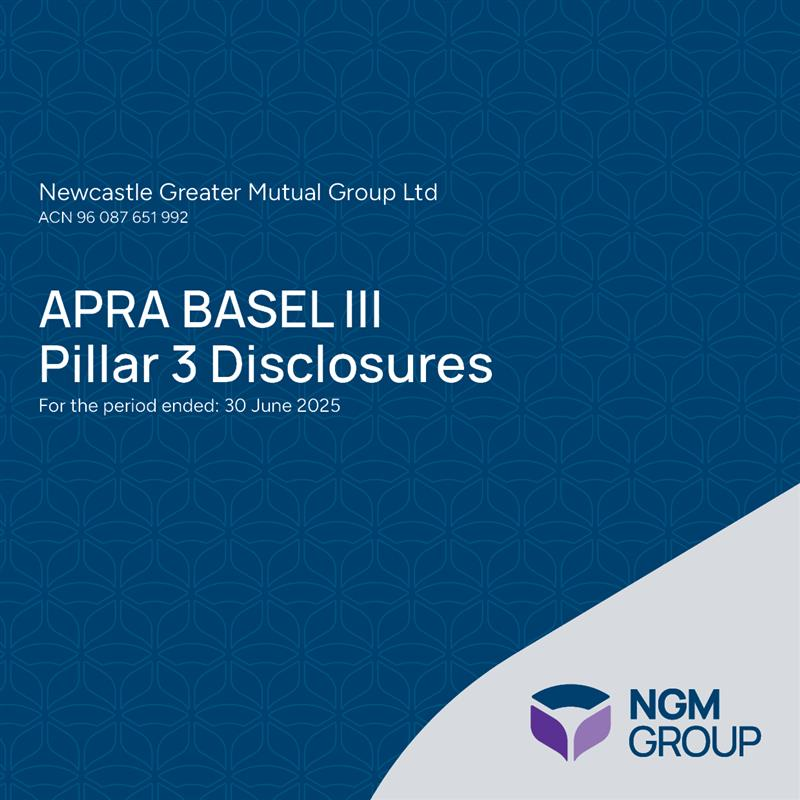 Newcastle Greater Mutual Group Ltd
ACN 96 087 651 992
APRA BASEL III
Pillar 3 Disclosures
For the period ended: 30 June 2025
NGM
GROUP